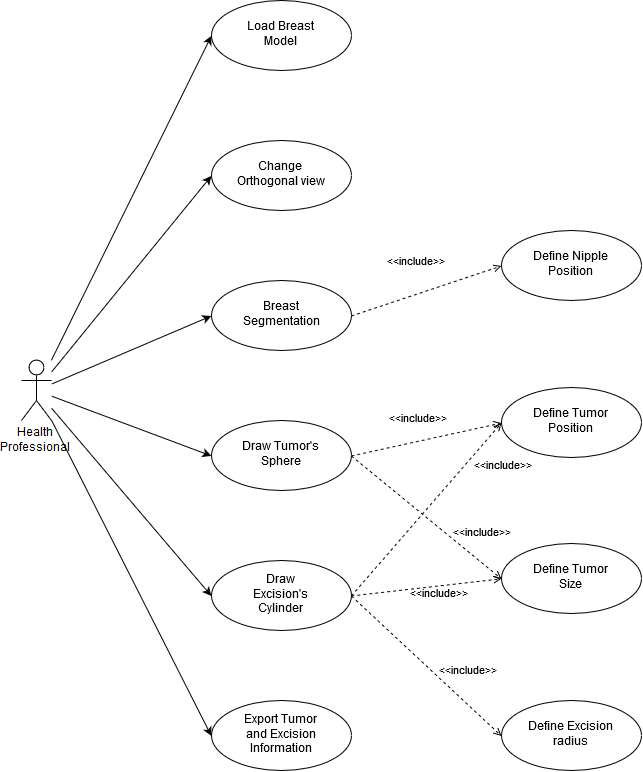 Load Breast
Model
Change
Orthogonal view
<<include>>
Define Nipple
Position
Breast
Segmentation
Health
Professional
<<include>>
Define Tumor
Position
Draw Tumor's
Sphere
<<include>>
<<include>>
Define Tumor
Size
Draw
Excision's
Cylinder
<<include>>
<<include>>
Export Tumor
and Excision
Information
Define Excision
radius